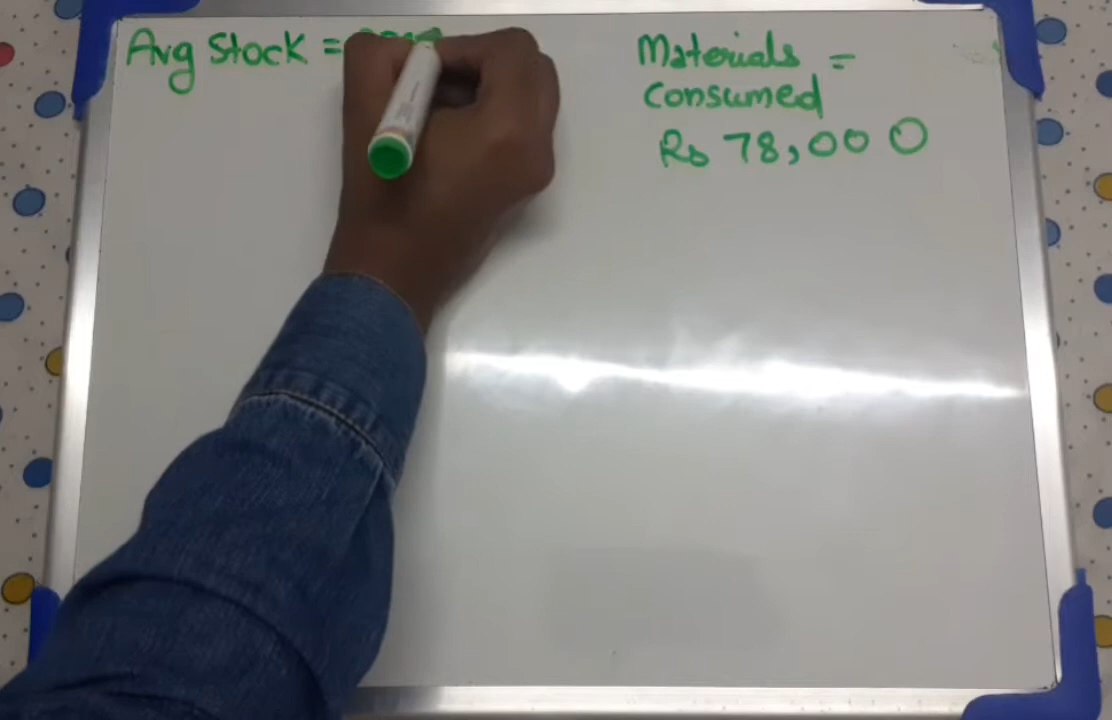 Avg Stock =
Materials =
Consumed
Rs 78,000